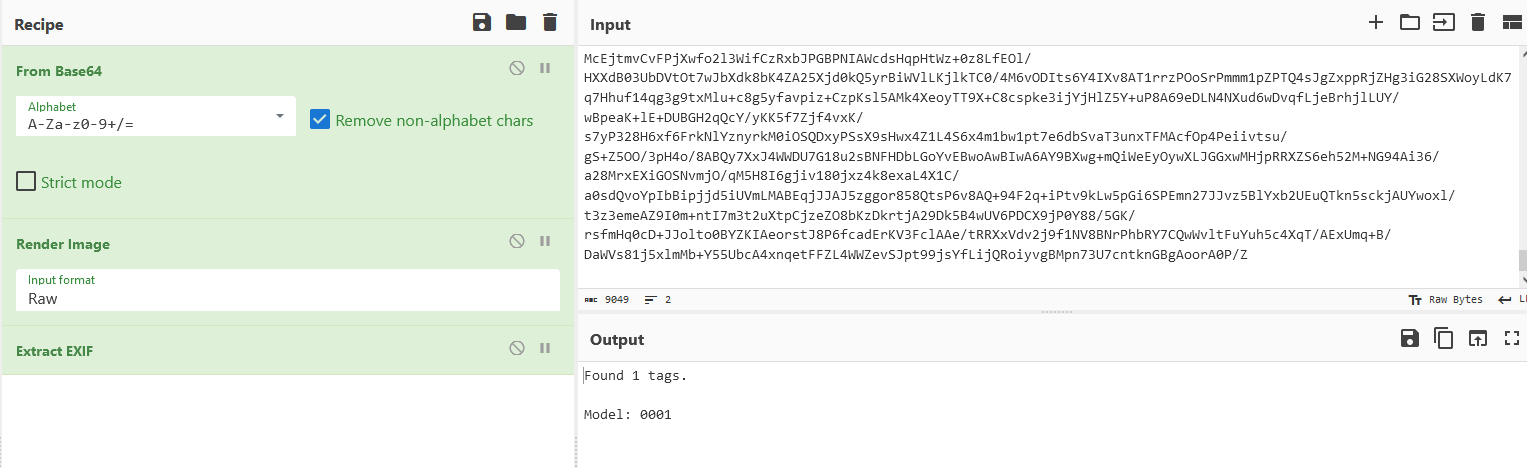 Recipe
From Base64
Alphabet
A-Za-z0-9+/=
Remove non-alphabet chars
Strict mode
Render Image
Input format
Raw
Extract EXIF
Input
McEjtmvCvFPjXwfo2l3WifCzRxbJPGBPNIAWcdsHqpHtWz+0z8LfEOl/
HXXdB03UbDVtOt7wJbXdk8bK4ZA25Xjd0kQ5yrBiWVlLKjlkTC0/4M6vODIts6Y4IXv8AT1rrzPOoSrPmmm1pZPTQ4sJgZxppRjZHg3iG28SXWoyLdK7
q7Hhuf14qg3g9txMlu+c8g5yfavpiz+CzpKsl5AMk4XeoyTT9X+C8cspke3ijYjHlZ5Y+uP8A69eDLN4NXud6wDvqfLjeBrhjlLUY/
wBpeaK+lE+DUBGH2qQcY/yKK5f7Zjf4vxK/
s7yP328H6xf6FrkNlYznyrkM0iOSQDxyPSsX9sHwx4Z1L4S6x4m1bw1pt7e6dbSvaT3unxTFMAcfOp4Peiivtsu/
gS+Z5OO/3pH4o/8ABQy7XxJ4WWDU7G18u2sBNFHDbLGoYvEBwoAwBIwA6AY9BXwg+mQiWeEyOywXLJGGxwMHjpRRXZS6eh52M+NG94Ai36/
a28MrxEXiGOSNvmjO/qM5H8I6gjiv180jxz4k8exaL4X1C/
a0sdQvoYpIbBipjjd5iUVmLMABEqjJJAJ5zggor858QtsP6v8AQ+94F2q+iPtv9kLw5pGi6SPEmn27JJvz5BlYxb2UEuQTkn5sckjAUYwoxl/
t3z3emeAZ9I0m+ntI7m3t2uXtpCjzeZO8bKzDkrtjA29Dk5B4wUV6PDCX9jP0Y88/5GK/
rsfmHq0cD+JJolto0BYZKIAeorstJ8P6fcadErKV3FclAAe/tRRXxVdv2j9f1NV8BNrPhbRY7CQwWvltFuYuh5c4XqT/AExUmq+B/
DaWVs81j5xlmMb+Y55UbcA4xnqetFFZL4WWZevSJpt99jsYfLijQRoiyvgBMpn73U7cntknGBgAoorA0P/Z
ABC 9049
2
Raw Bytes
Output
Found 1 tags.
Model: 0001